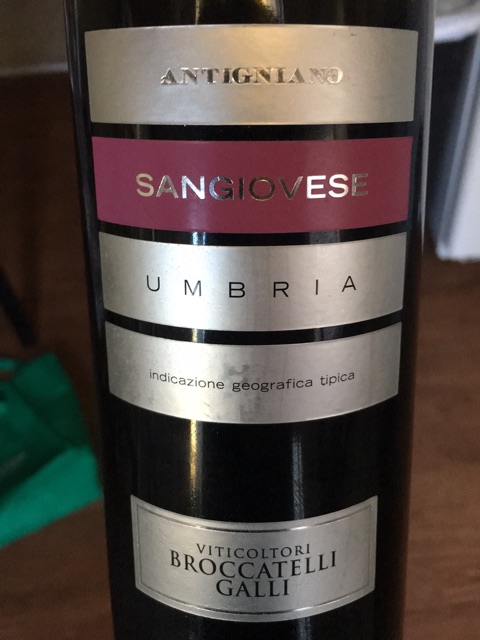 ANTIGNIANO
SANGIOVESE
UMBRIA
indicazione geografica tipica
VITICOLTORI
BROCCATELLI
GALLI